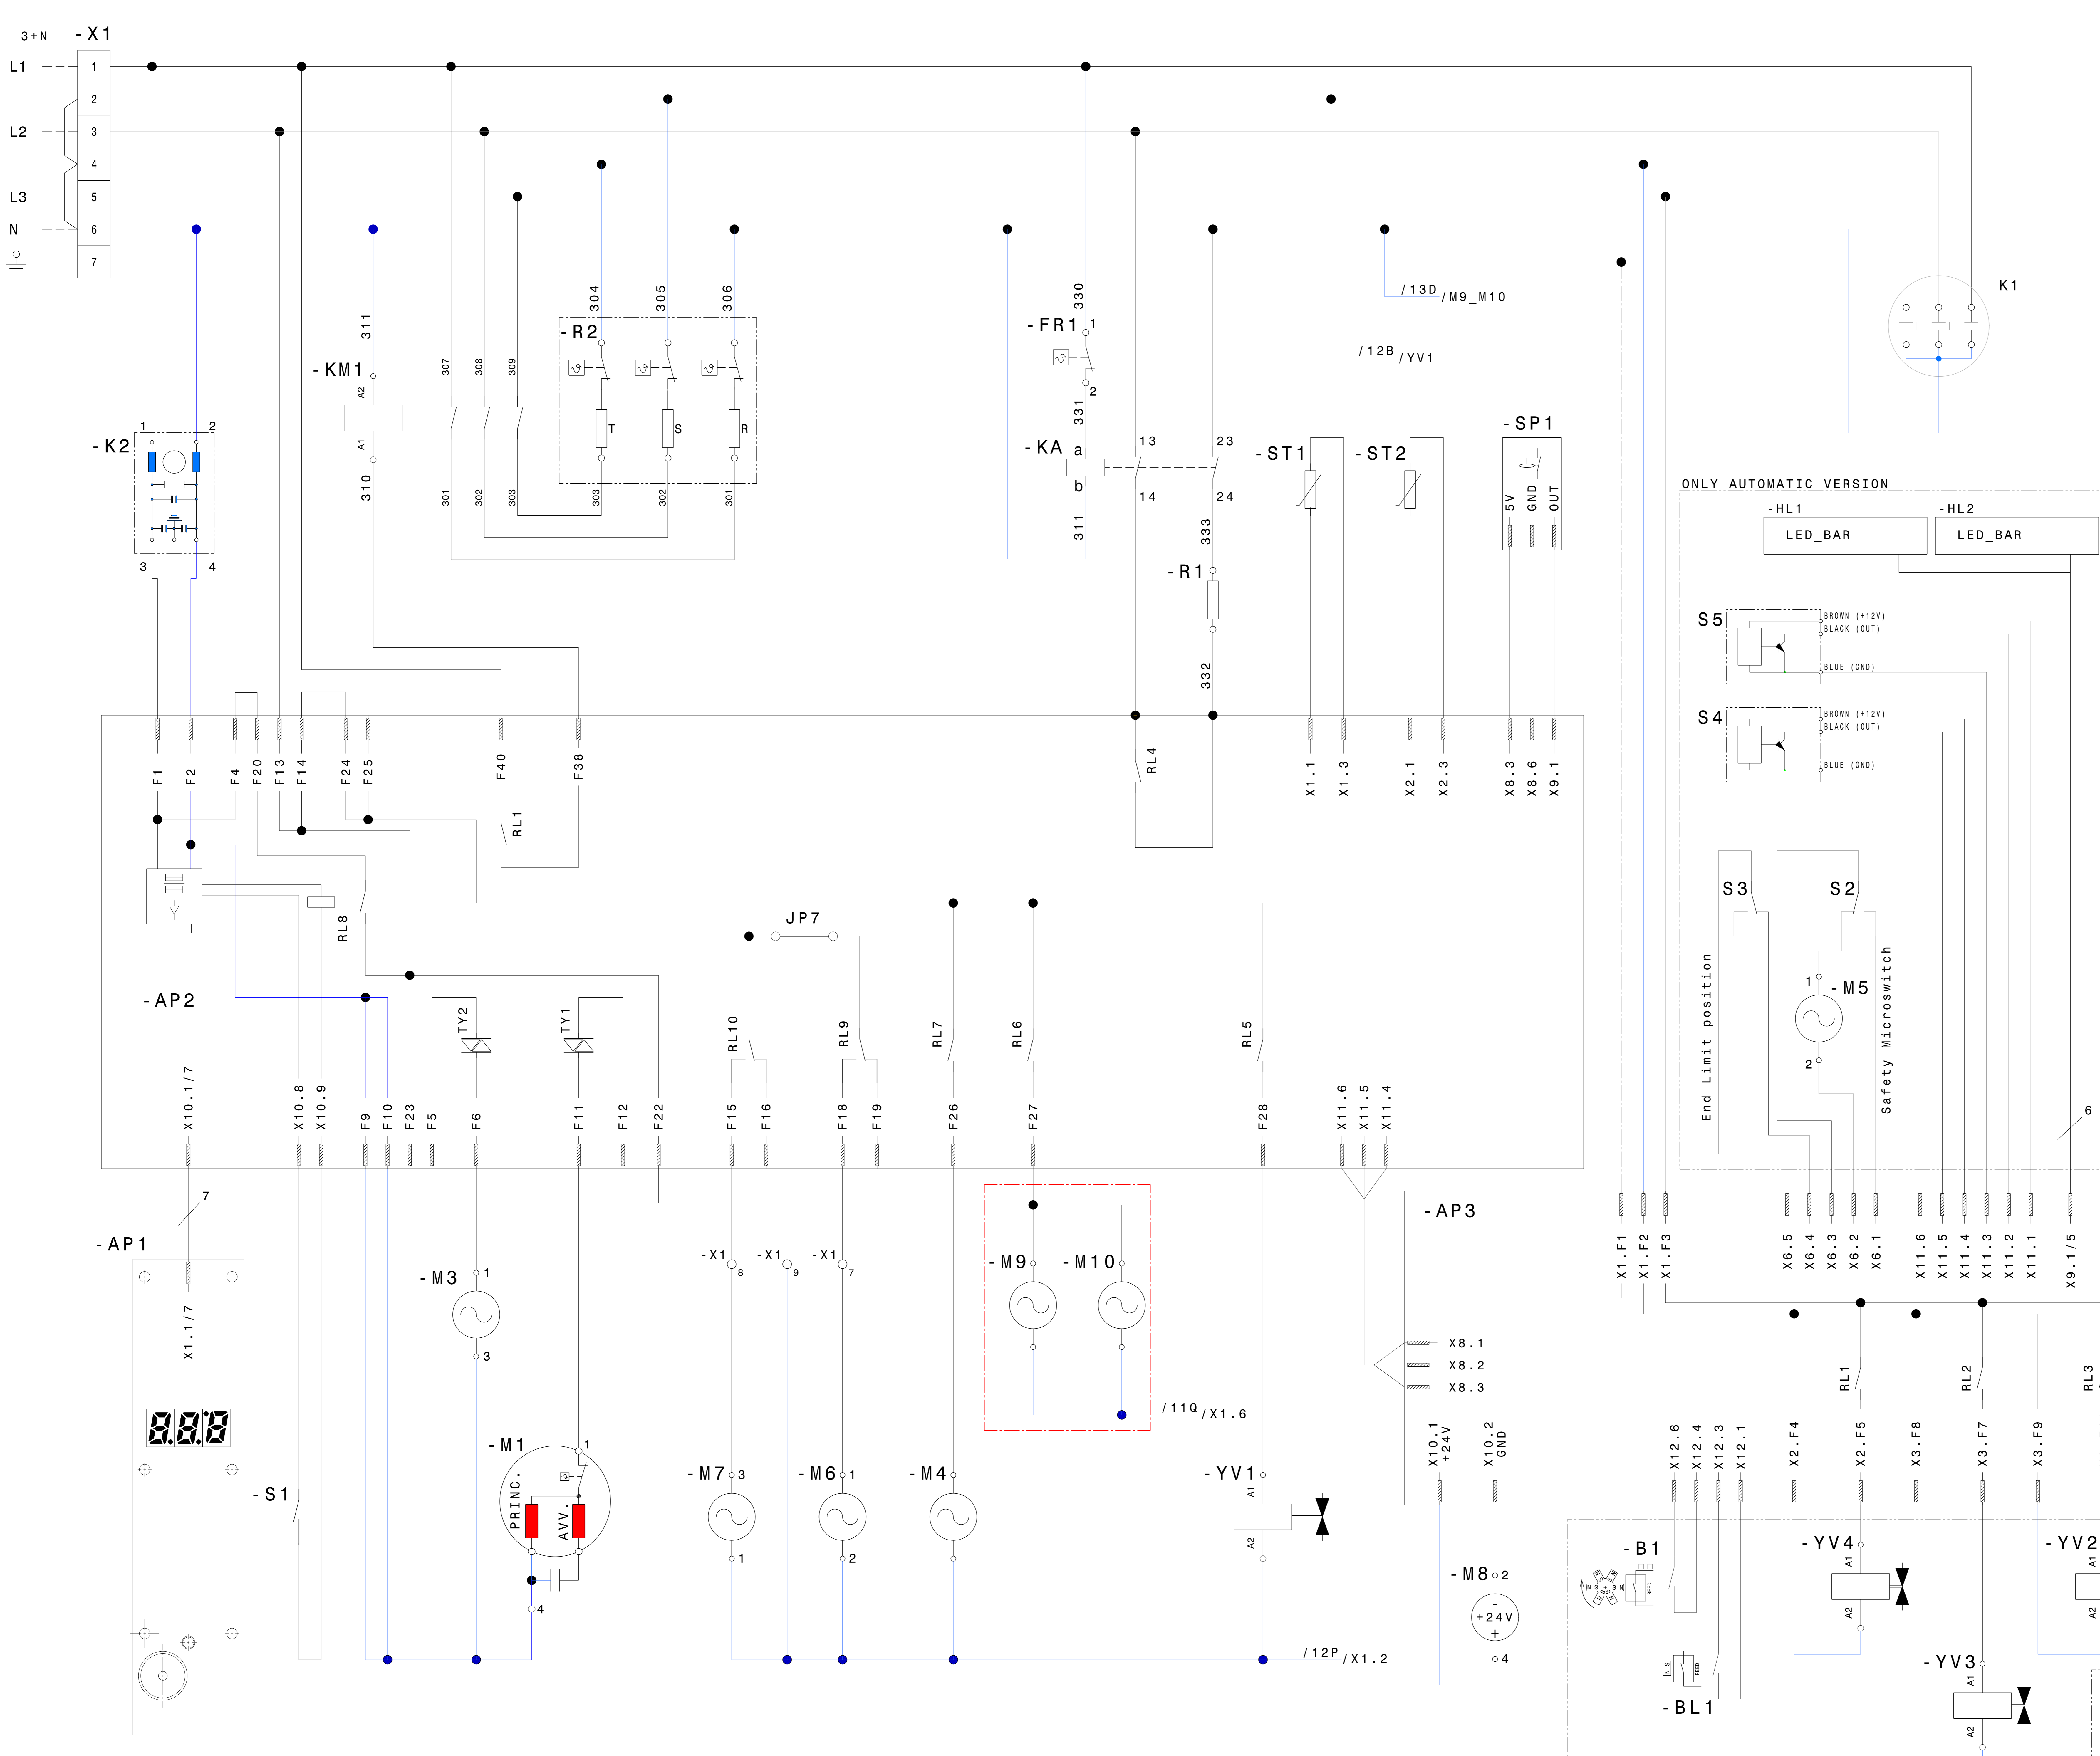 3+N
-X1
L1
1
2
L2
3
4
L3
5
N
6
7
K1
304
305
306
330
/13D
/M9_M10
311
-R2
-FR1
1
/12B
/YV1
-KM1
307
308
309
A2
2
331
T
S
R
-K2
1
2
A1
-KA
a
b
13
23
14
24
-ST1
-ST2
-SP1
5V
GND
OUT
310
301
302
303
303
302
301
311
333
3
4
-R1
332
ONLY AUTOMATIC VERSION
-HL1
-HL2
LED_BAR
LED_BAR
S5
BROWN (+12V)
BLACK (OUT)
BLUE (GND)
S4
BROWN (+12V)
BLACK (OUT)
BLUE (GND)
F1
F2
F4
F20
F13
F14
F24
F25
F40
F38
RL4
X1.1
X1.3
X2.1
X2.3
X8.3
X8.6
X9.1
RL1
RL8
JP7
S3
S2
End Limit position
1
-M5
2
Safety Microswitch
6
-AP2
TY2
TY1
RL10
RL9
RL7
RL6
RL5
X10.1/7
X10.8
X10.9
F9
F10
F23
F5
F6
F11
F12
F22
F15
F16
F18
F19
F26
F27
F28
X11.6
X11.5
X11.4
7
-AP1
X1.1/7
8.8.8
-AP3
X1.F1
X1.F2
X1.F3
X6.5
X6.4
X6.3
X6.2
X6.1
X11.6
X11.5
X11.4
X11.3
X11.2
X11.1
X9.1/5
-X1
8
-X1
9
-X1
7
-M9
-M10
-M3
1
3
X8.1
X8.2
X8.3
RL1
RL2
RL3
/11Q
/X1.6
X10.1
+24V
X10.2
GND
X12.6
X12.4
X12.3
X12.1
X2.F4
X2.F5
X3.F8
X3.F7
X3.F9
-S1
-M1
1
PRINC.
AVV.
4
-M7
3
1
-M6
1
2
-M4
-YV1
A1
A2
/12P
/X1.2
-M8
2
-
+24V
+
4
-B1
N S
S N
REED
-BL1
N S
REED
-YV4
A1
A2
-YV3
A1
A2
-YV2
A1
A2